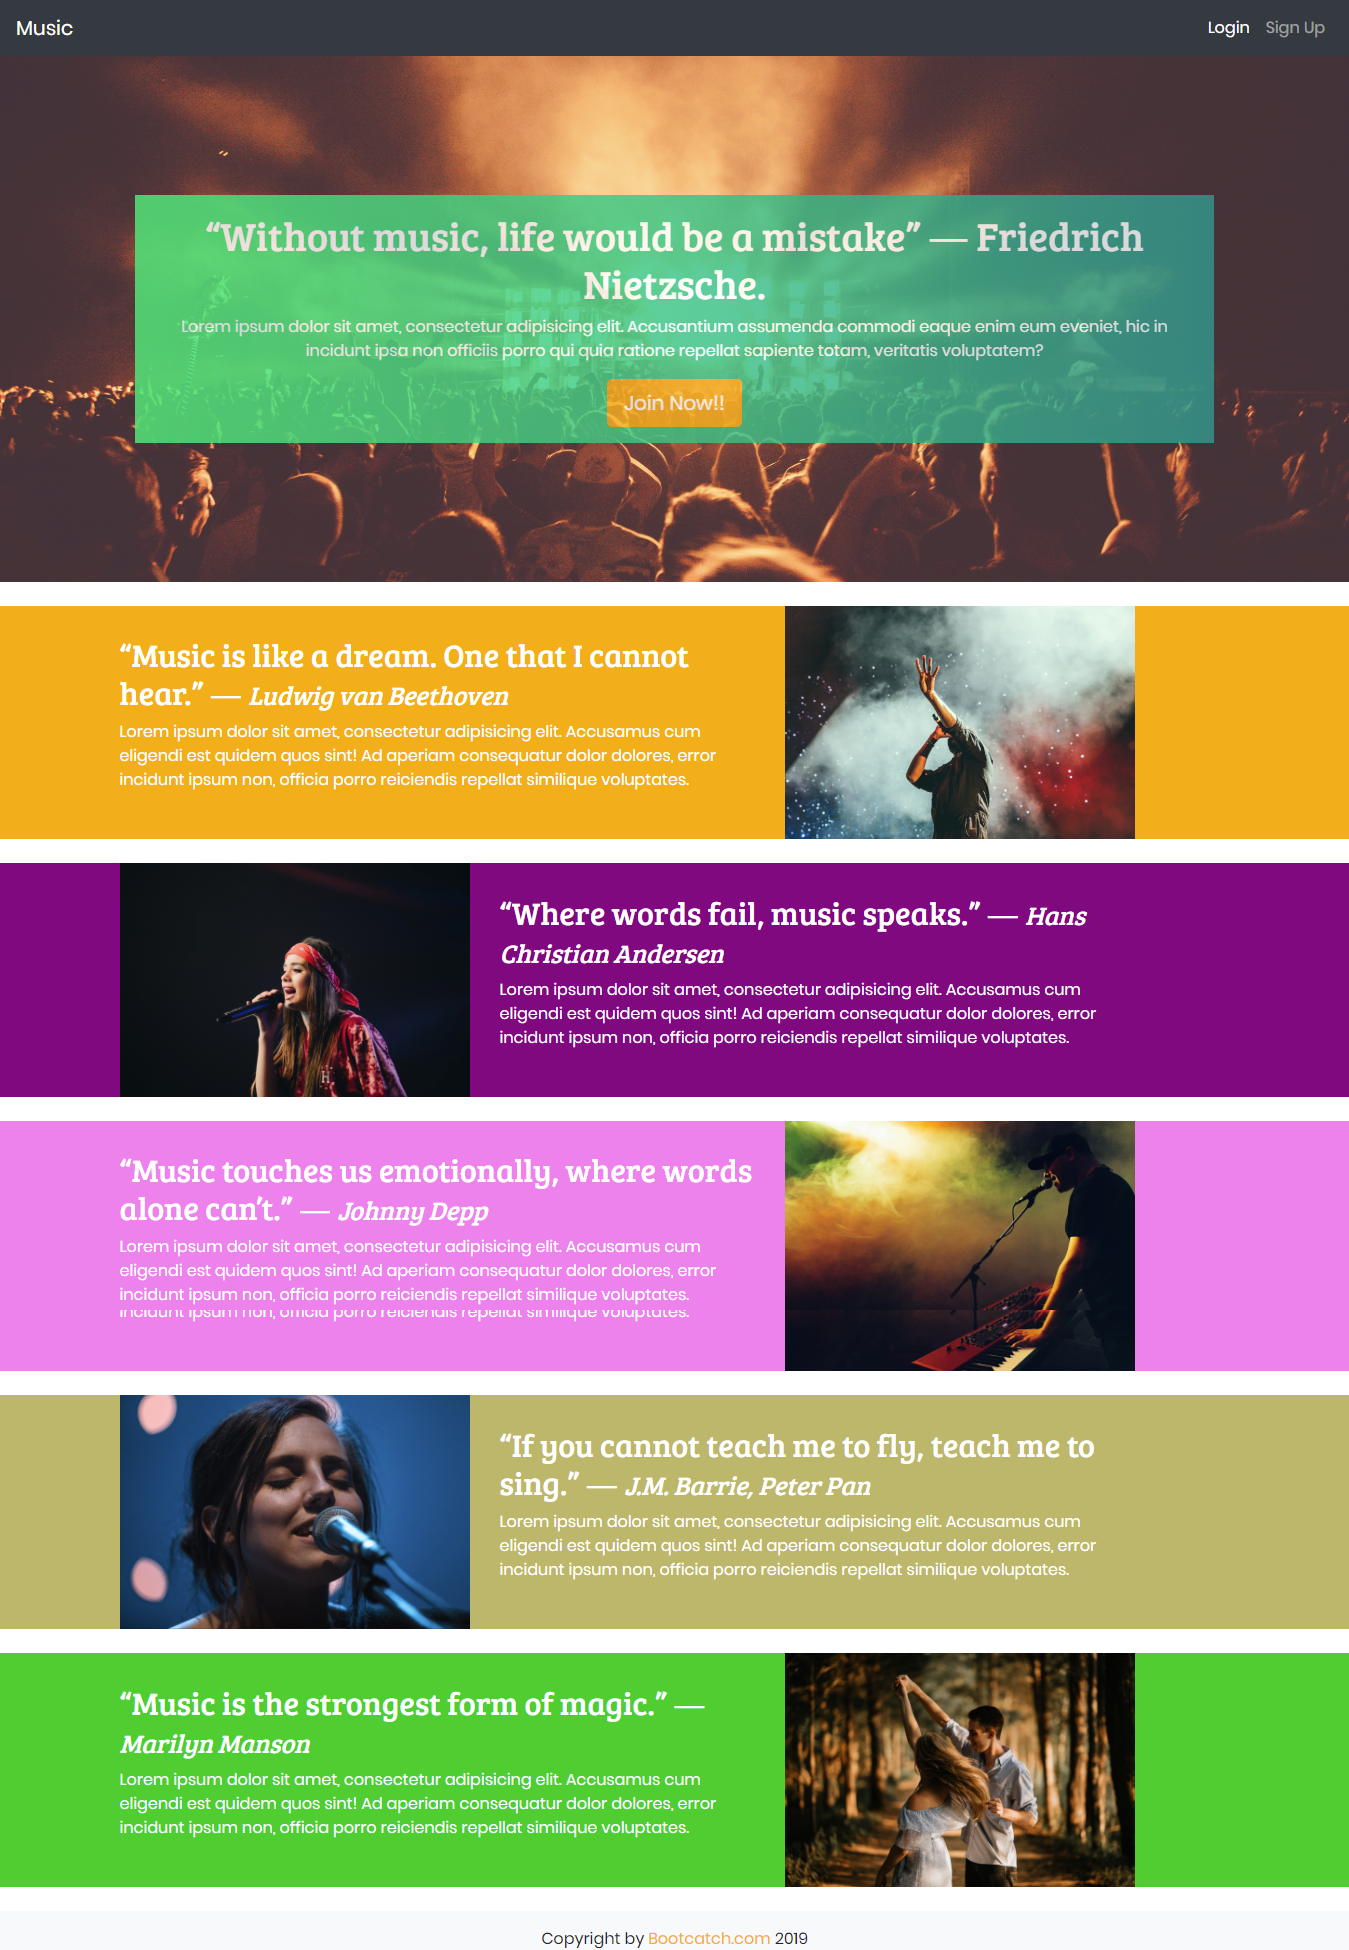 Music
Login Sign Up
“Without music, life would be a mistake” — Friedrich
Nietzsche.
Lorem ipsum dolor sit amet, consectetur adipisicing elit. Accusantium assumenda commodi eaque enim eum eveniet, hic in
incidunt ipsa non officiis porro qui quia ratione repellat sapiente totam, veritatis voluptatem?
Join Now!!
“Music is like a dream. One that I cannot
hear.” — Ludwig van Beethoven
Lorem ipsum dolor sit amet, consectetur adipisicing elit. Accusamus cum
eligendi est quidem quos sint! Ad aperiam consequatur dolor dolores, error
incidunt ipsum non, officia porro reiciendis repellat similique voluptates.
“Where words fail, music speaks.” — Hans
Christian Andersen
Lorem ipsum dolor sit amet, consectetur adipisicing elit. Accusamus cum
eligendi est quidem quos sint! Ad aperiam consequatur dolor dolores, error
incidunt ipsum non, officia porro reiciendis repellat similique voluptates.
“Music touches us emotionally, where words
alone can’t.” — Johnny Depp
Lorem ipsum dolor sit amet, consectetur adipisicing elit. Accusamus cum
eligendi est quidem quos sint! Ad aperiam consequatur dolor dolores, error
incidunt ipsum non, officia porro reiciendis repellat similique voluptates.
incidunt ipsum non, officia porro reiciendis repellat similique voluptates.
“If you cannot teach me to fly, teach me to
sing.” — J.M. Barrie, Peter Pan
Lorem ipsum dolor sit amet, consectetur adipisicing elit. Accusamus cum
eligendi est quidem quos sint! Ad aperiam consequatur dolor dolores, error
incidunt ipsum non, officia porro reiciendis repellat similique voluptates.
“Music is the strongest form of magic.” —
Marilyn Manson
Lorem ipsum dolor sit amet, consectetur adipisicing elit. Accusamus cum
eligendi est quidem quos sint! Ad aperiam consequatur dolor dolores, error
incidunt ipsum non, officia porro reiciendis repellat similique voluptates.
Copyright by Bootcatch.com 2019